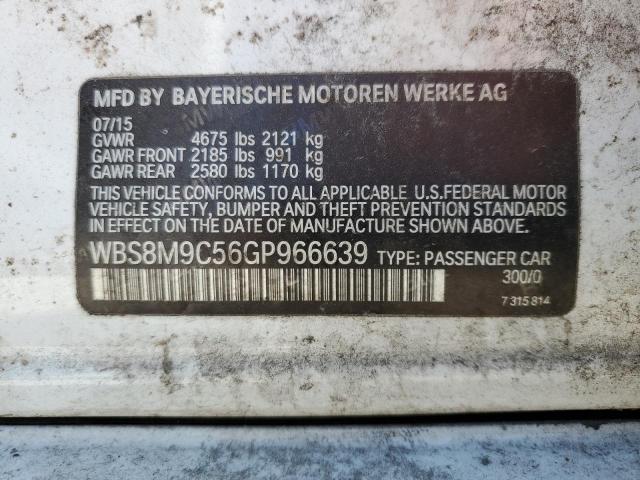 MFD BY BAYERISCHE MOTOREN WERKE AG
07/15
GVWR 4675 lbs 2121 kg
GAWR FRONT 2185 lbs 991 kg
GAWR REAR 2580 lbs 1170 kg
THIS VEHICLE CONFORMS TO ALL APPLICABLE U.S.FEDERAL MOTOR
VEHICLE SAFETY, BUMPER AND THEFT PREVENTION STANDARDS
IN EFFECT ON DATE OF MANUFACTURE SHOWN ABOVE.
WBS8M9C56GP966639 TYPE: PASSENGER CAR
300/0
7 315 814